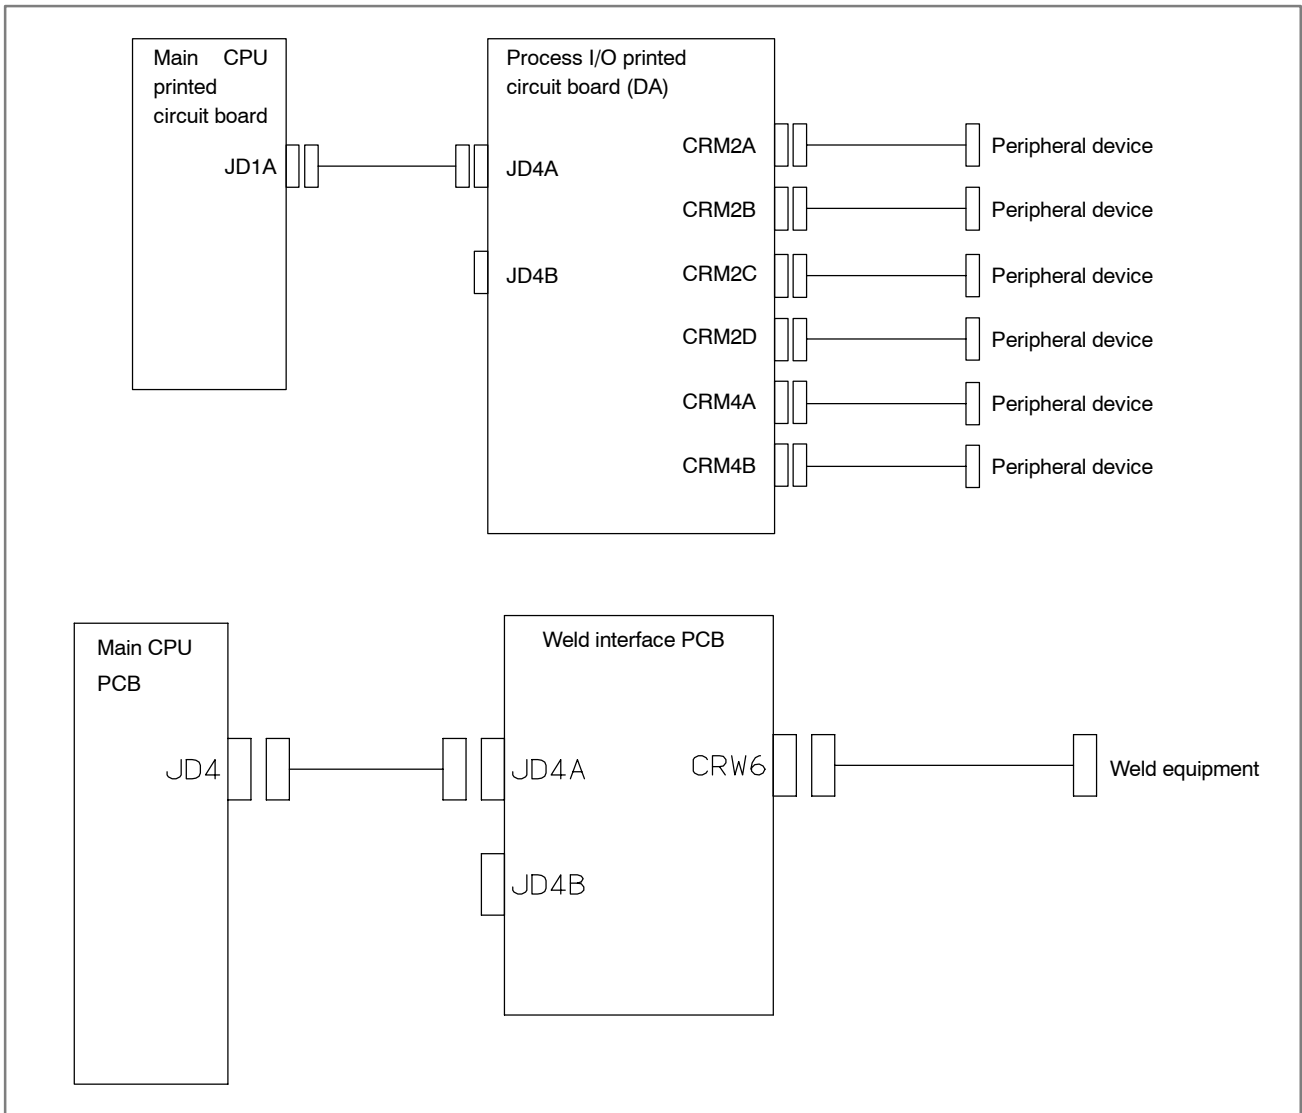 Main CPU
printed
circuit board
JD1A
Process I/O printed
circuit board (DA)
JD4A
JD4B
CRM2A
CRM2B
CRM2C
CRM2D
CRM4A
CRM4B
Peripheral device
Peripheral device
Peripheral device
Peripheral device
Peripheral device
Peripheral device
Main CPU
PCB
JD4
Weld interface PCB
JD4A
JD4B
CRW6
Weld equipment